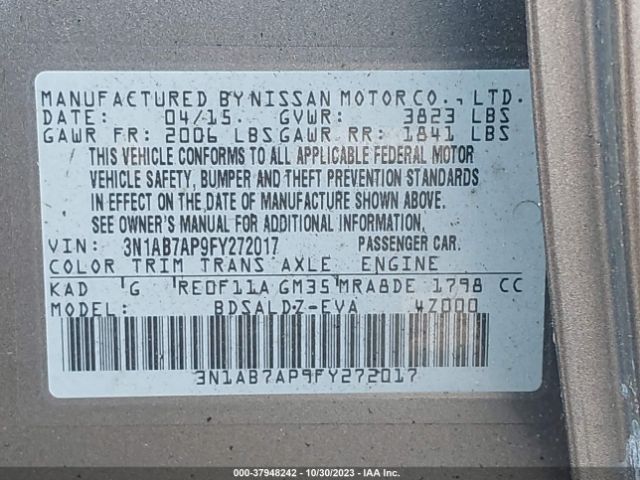 MANUFACTURED BY NISSAN MOTOR CO., LTD.
DATE: 04/15. GVWR: 3823 LBS
GAWR FR: 2006 LBS GAWR RR: 1841 LBS
THIS VEHICLE CONFORMS TO ALL APPLICABLE FEDERAL MOTOR
VEHICLE SAFETY, BUMPER AND THEFT PREVENTION STANDARDS
IN EFFECT ON THE DATE OF MANUFACTURE SHOWN ABOVE.
SEE OWNER'S MANUAL FOR ADDITIONAL INFORMATION.
VIN: 3N1AB7AP9FY272017 PASSENGER CAR.
COLOR TRIM TRANS AXLE ENGINE
KAD G RE0F11A GM35 MRA8DE 1798 CC
MODEL: BDSALDZ-EVA 4Z000
3N1AB7AP9FY272017
000-37948242 - 10/30/2023 - IAA Inc.